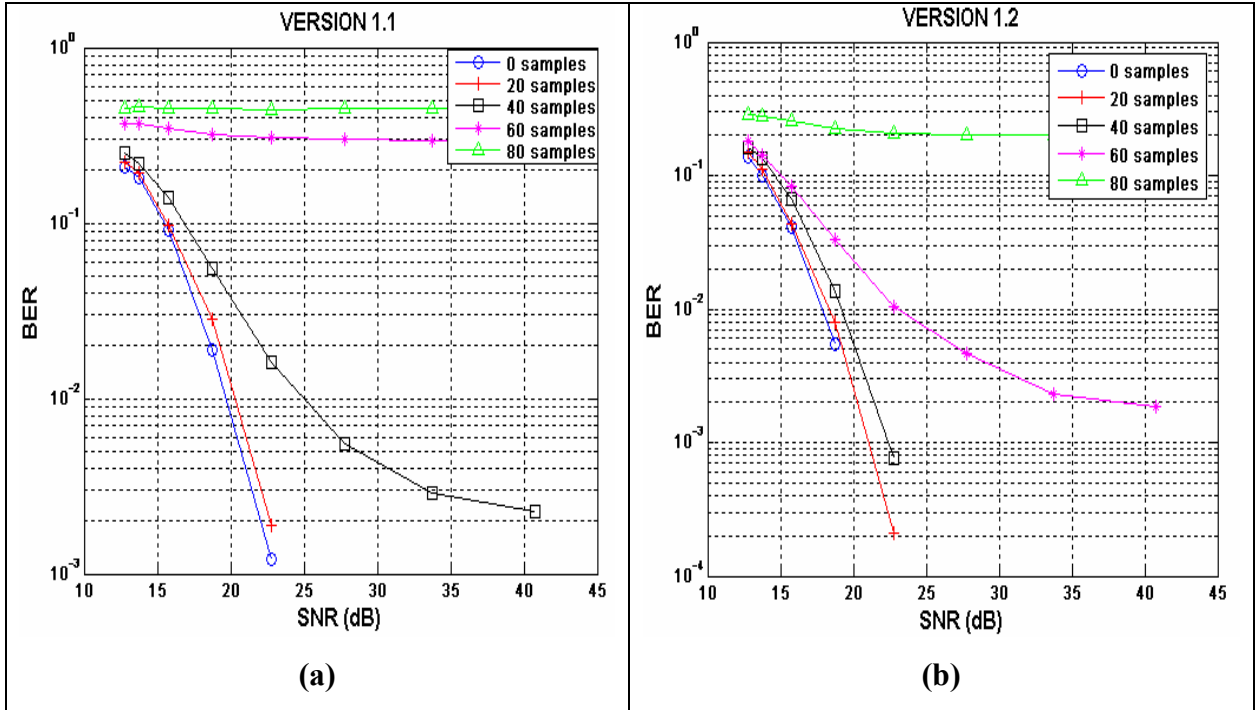 VERSION 1.1
10^0
10^-1
10^-2
10^-3
BER
10 15 20 25 30 35 40 45
SNR (dB)
0 samples
20 samples
40 samples
60 samples
80 samples
(a)
VERSION 1.2
10^0
10^-1
10^-2
10^-3
10^-4
BER
10 15 20 25 30 35 40 45
SNR (dB)
0 samples
20 samples
40 samples
60 samples
80 samples
(b)